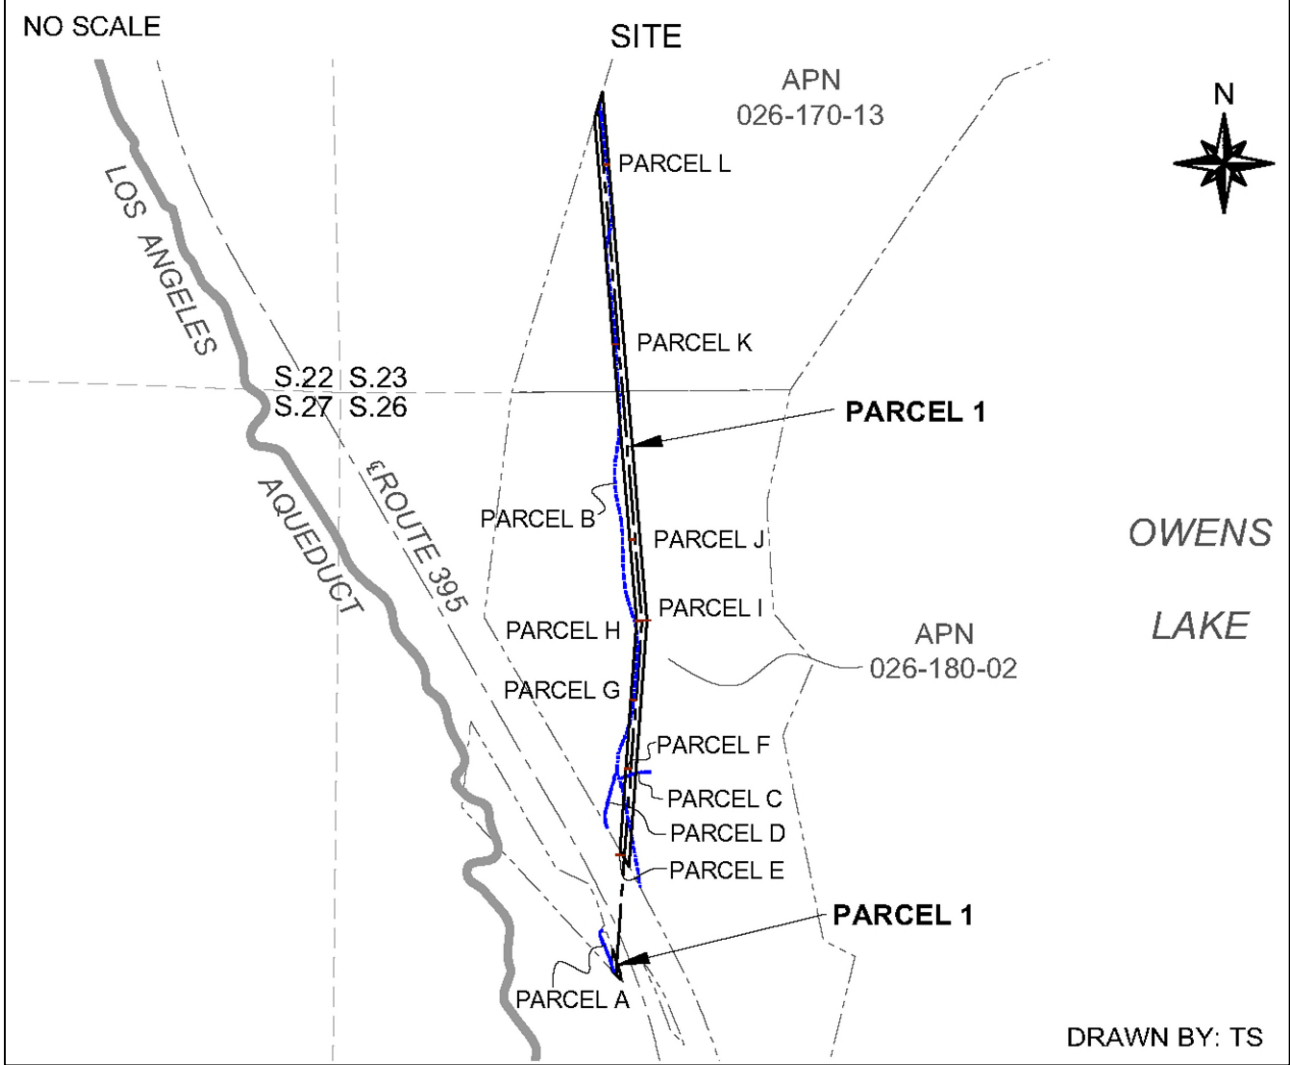 NO SCALE
SITE
APN
026-170-13
N
PARCEL L
LOS ANGELES
PARCEL K
S.22 S.23
S.27 S.26
PARCEL 1
℄ROUTE 395
AQUEDUCT
PARCEL B
PARCEL J
OWENS
LAKE
PARCEL I
PARCEL H
APN
026-180-02
PARCEL G
PARCEL F
PARCEL C
PARCEL D
PARCEL E
PARCEL 1
PARCEL A
DRAWN BY: TS